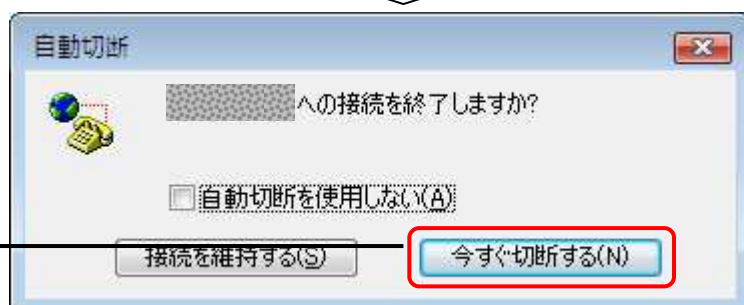 自動切断
への接続を終了しますか?
自動切断を使用しない(A)
接続を維持する(S) 今すぐ切断する(N)